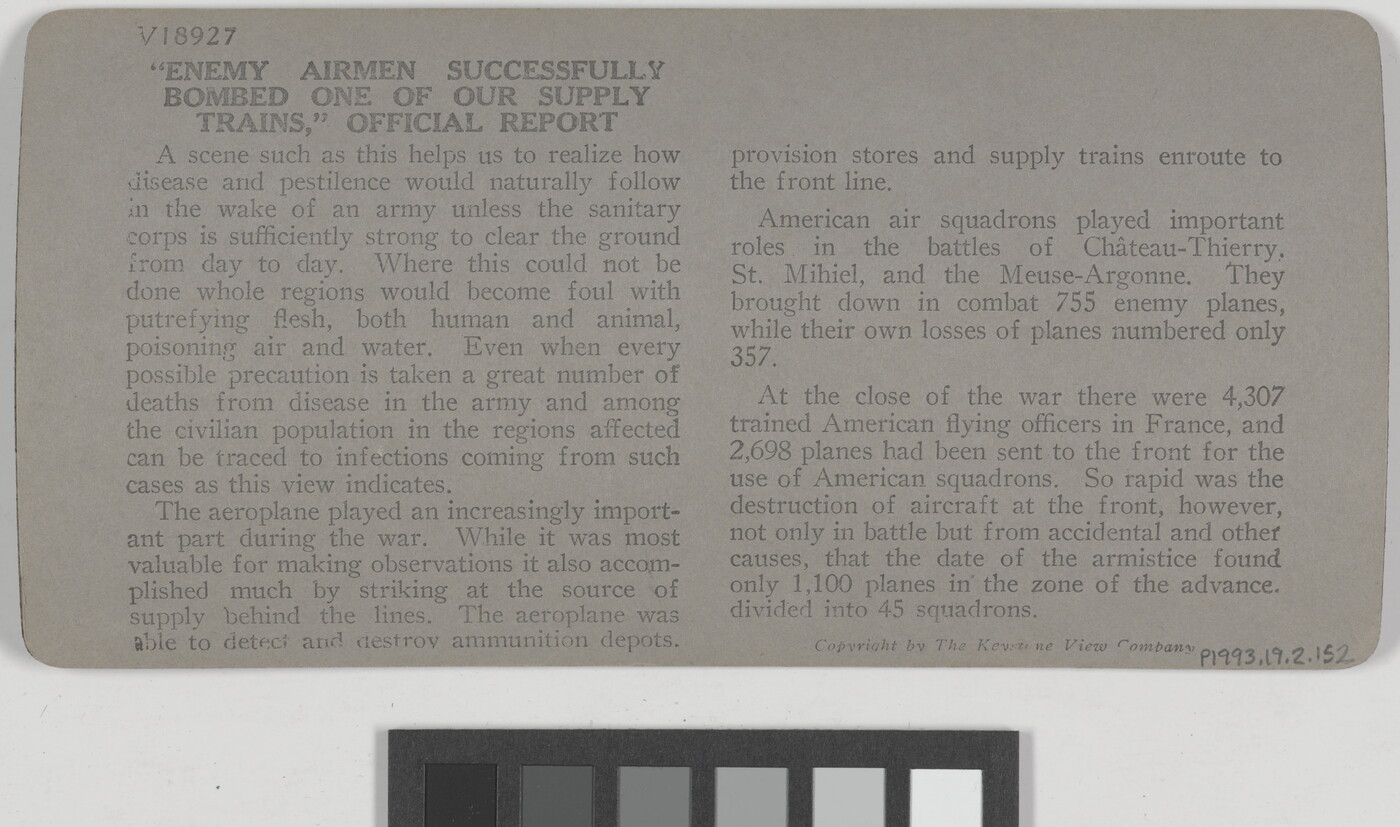 V18927
"ENEMY AIRMEN SUCCESSFULLY
BOMBED ONE OF OUR SUPPLY
TRAINS," OFFICIAL REPORT
A scene such as this helps us to realize how
disease and pestilence would naturally follow
in the wake of an army unless the sanitary
corps is sufficiently strong to clear the ground
from day to day. Where this could not be
done whole regions would become foul with
putrefying flesh, both human and animal,
poisoning air and water. Even when every
possible precaution is taken a great number of
deaths from disease in the army and among
the civilian population in the regions affected
can be traced to infections coming from such
cases as this view indicates.
The aeroplane played an increasingly import-
ant part during the war. While it was most
valuable for making observations it also accom-
plished much by striking at the source of
supply behind the lines. The aeroplane was
able to detect and destroy ammunition depots.
provision stores and supply trains enroute to
the front line.
American air squadrons played important
roles in the battles of Château-Thierry,
St. Mihiel, and the Meuse-Argonne. They
brought down in combat 755 enemy planes,
while their own losses of planes numbered only
357.
At the close of the war there were 4,307
trained American flying officers in France, and
2,698 planes had been sent to the front for the
use of American squadrons. So rapid was the
destruction of aircraft at the front, however,
not only in battle but from accidental and other
causes, that the date of the armistice found
only 1,100 planes in the zone of the advance.
divided into 45 squadrons.
Copyright by The Keystone View Company
P1993.19.2.152